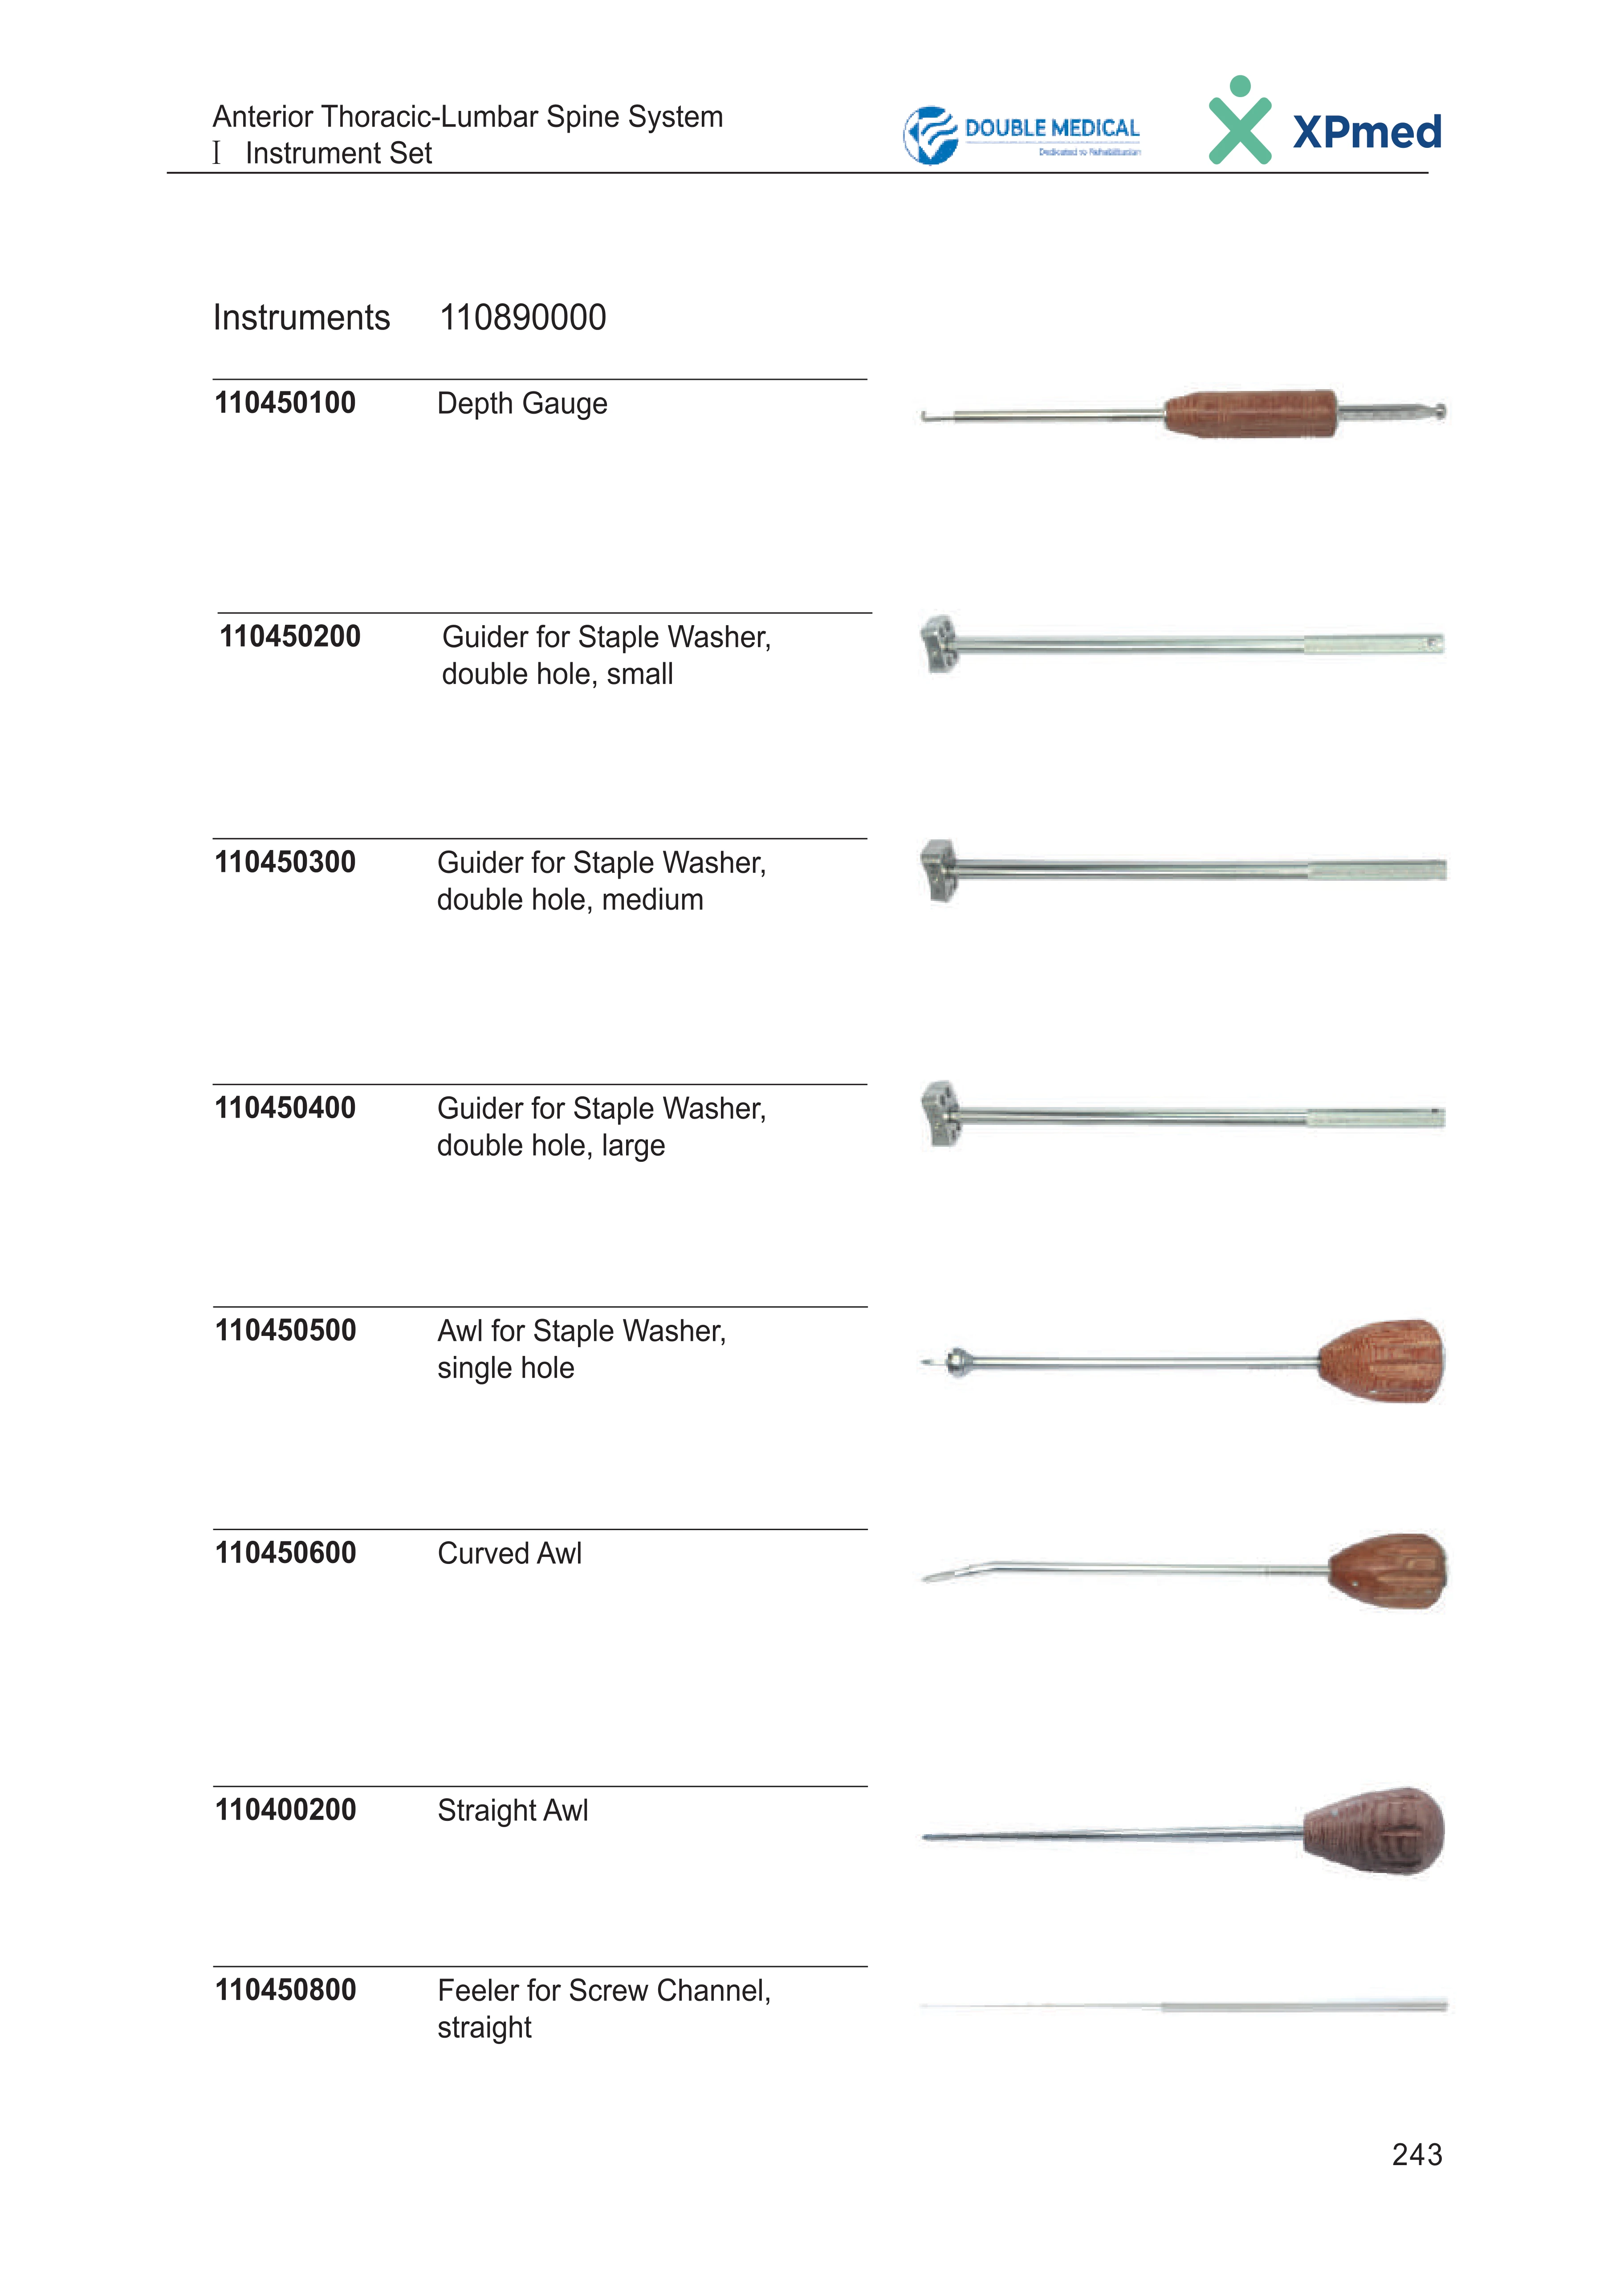 Anterior Thoracic-Lumbar Spine System
I Instrument Set
DOUBLE MEDICAL
Dedicated to Rehabilitation
XPmed
Instruments 110890000
110450100 Depth Gauge
110450200 Guider for Staple Washer,
double hole, small
110450300 Guider for Staple Washer,
double hole, medium
110450400 Guider for Staple Washer,
double hole, large
110450500 Awl for Staple Washer,
single hole
110450600 Curved Awl
110400200 Straight Awl
110450800 Feeler for Screw Channel,
straight
243